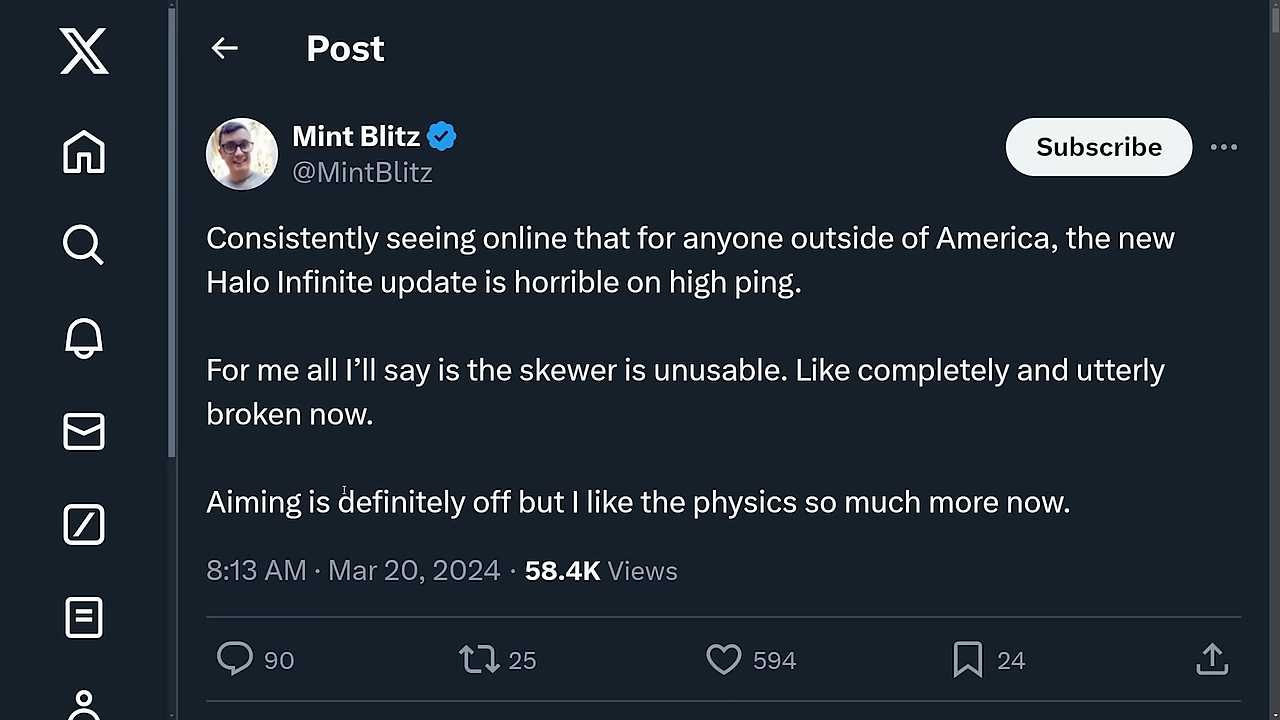 Post
Mint Blitz
@MintBlitz
Subscribe
Consistently seeing online that for anyone outside of America, the new
Halo Infinite update is horrible on high ping.
For me all I’ll say is the skewer is unusable. Like completely and utterly
broken now.
Aiming is definitely off but I like the physics so much more now.
8:13 AM · Mar 20, 2024 · 58.4K Views
90 25 594 24